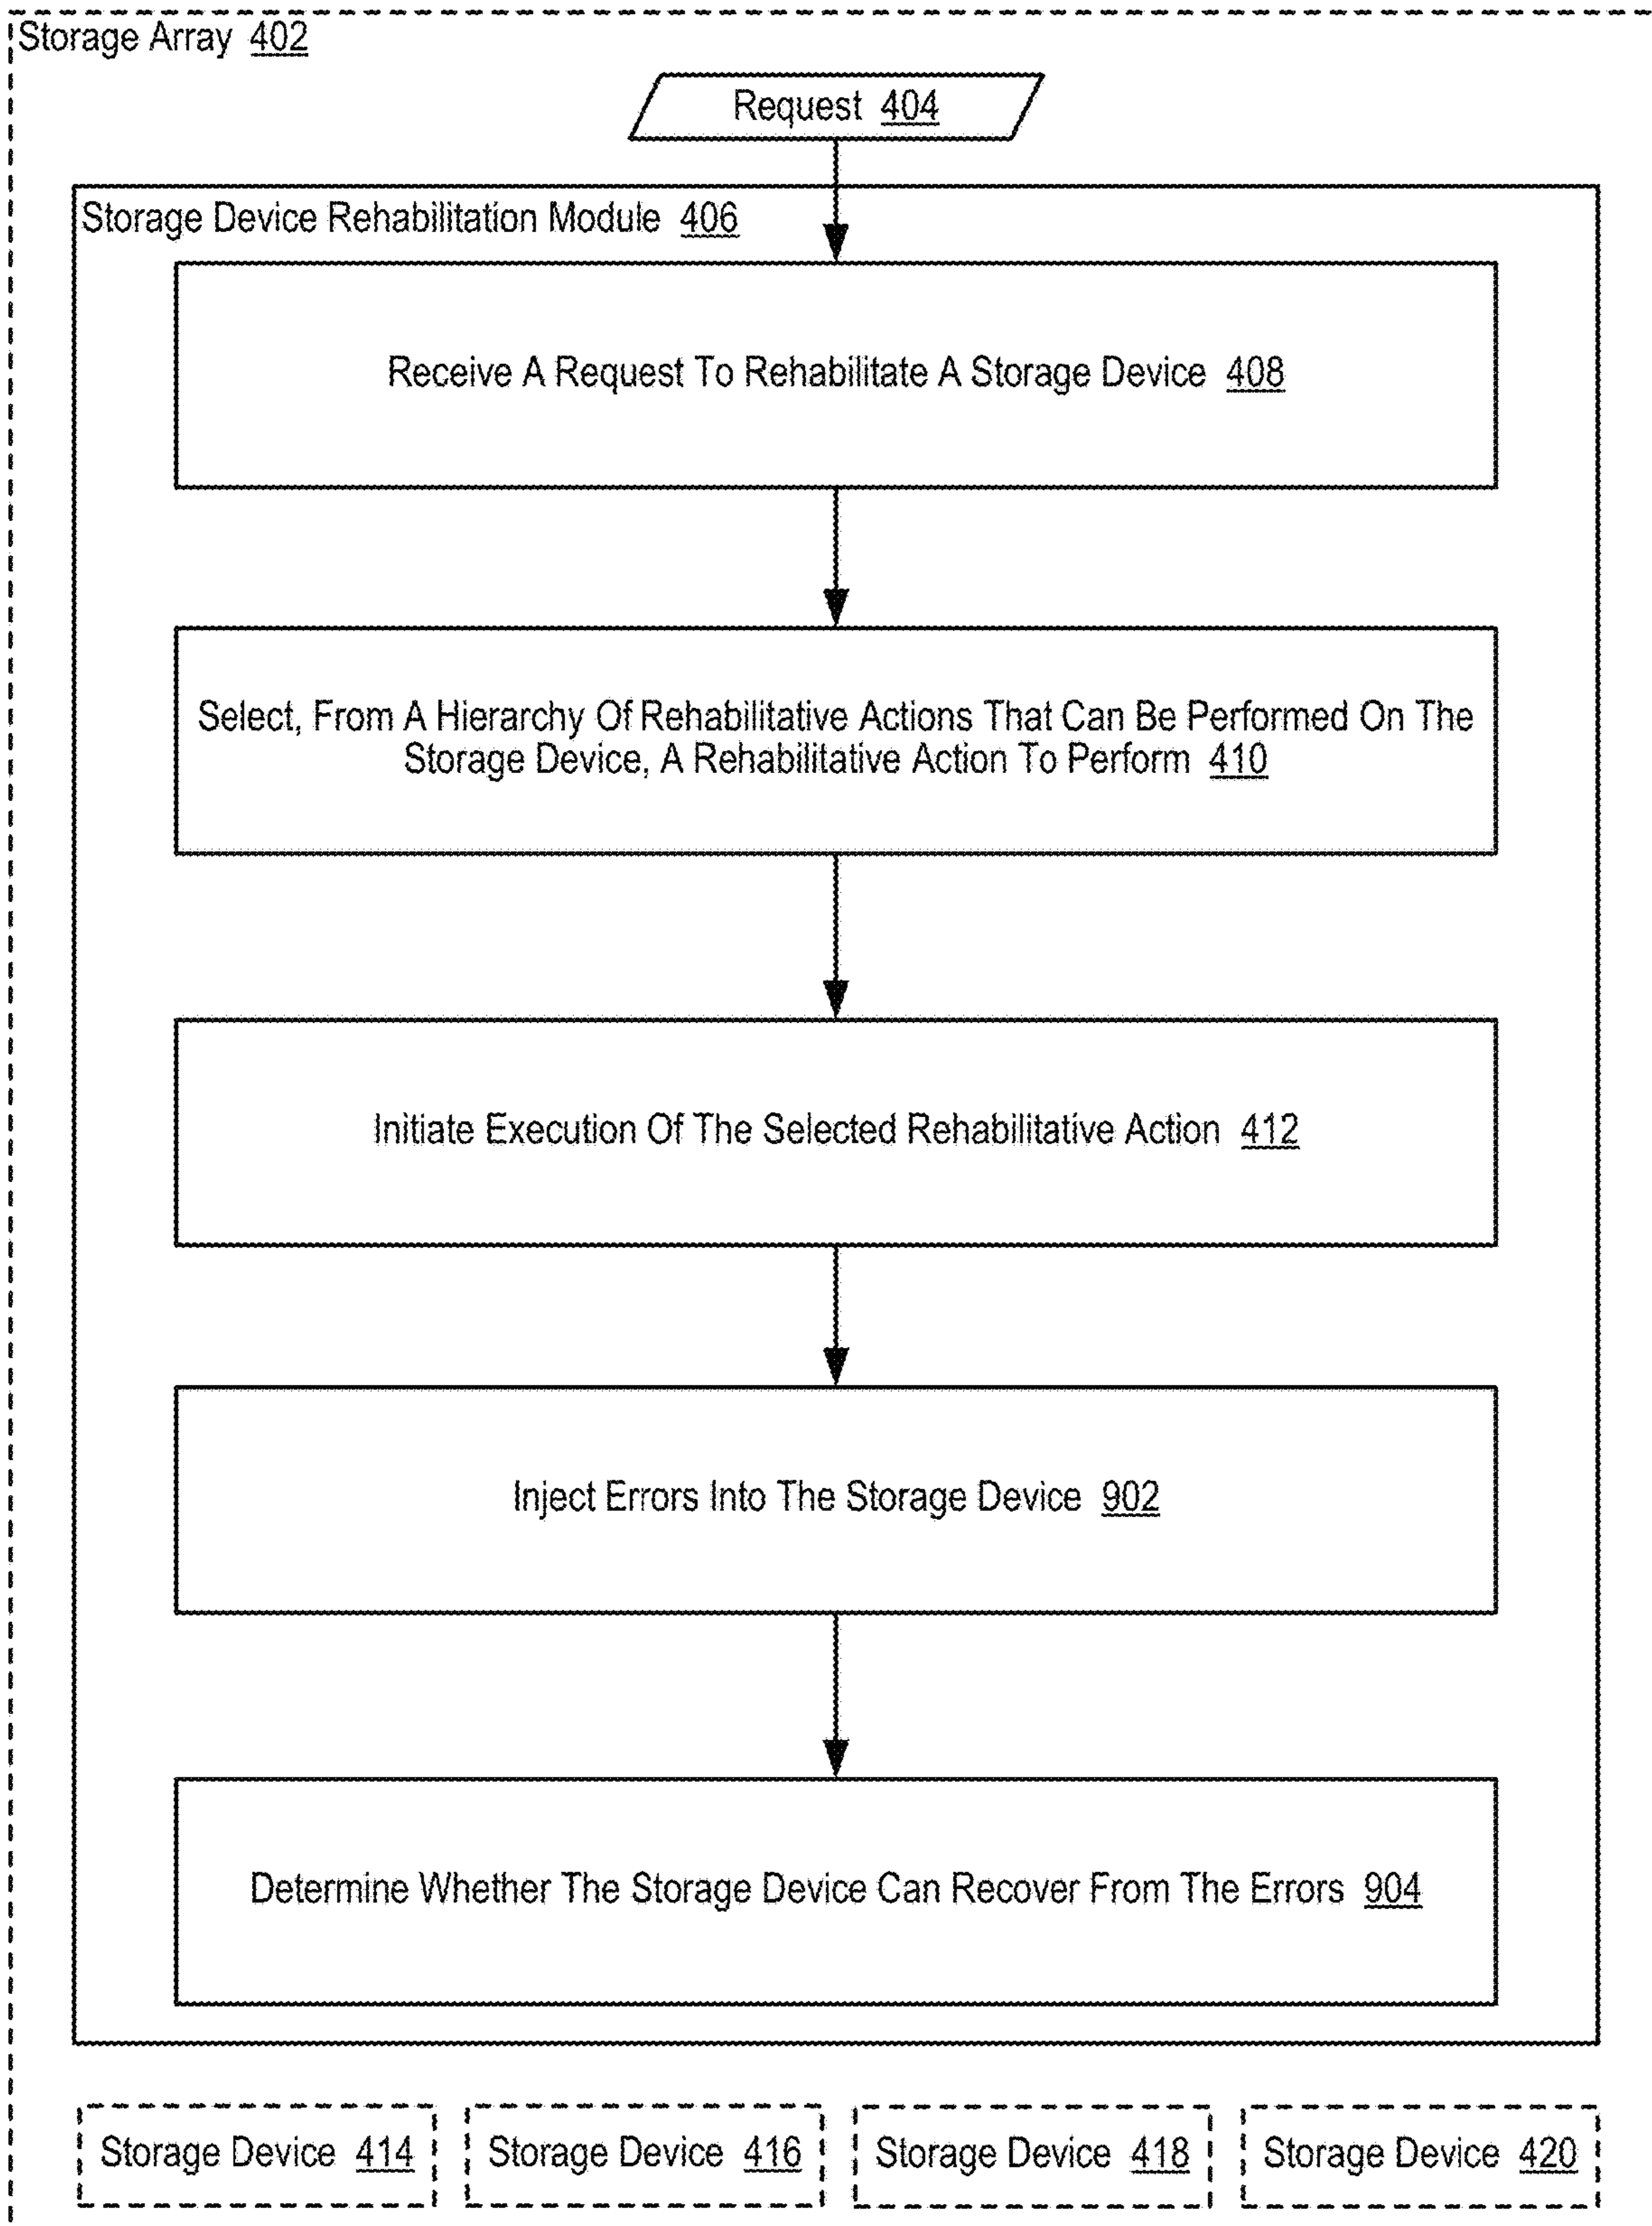 Storage Array 402
Request 404
Storage Device Rehabilitation Module 406
Receive A Request To Rehabilitate A Storage Device 408
Select, From A Hierarchy Of Rehabilitative Actions That Can Be Performed On The
Storage Device, A Rehabilitative Action To Perform 410
Initiate Execution Of The Selected Rehabilitative Action 412
Inject Errors Into The Storage Device 902
Determine Whether The Storage Device Can Recover From The Errors 904
Storage Device 414
Storage Device 416
Storage Device 418
Storage Device 420